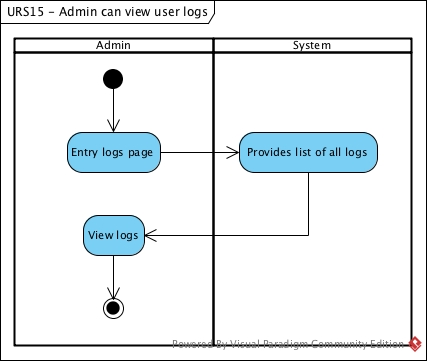 URS15 - Admin can view user logs
Admin
System
Entry logs page
Provides list of all logs
View logs
Powered By Visual Paradigm Community Edition